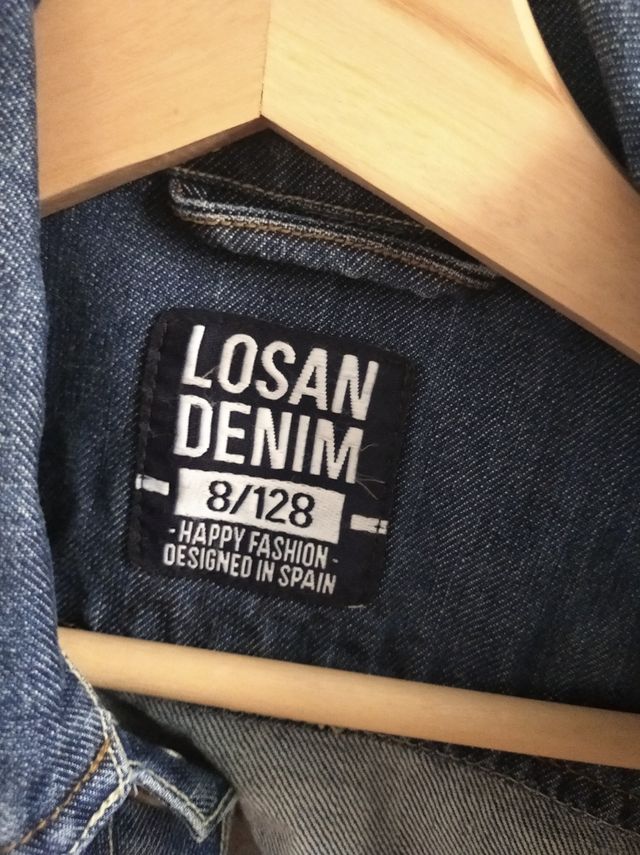 LOSAN
DENIM
8/128
- HAPPY FASHION -
DESIGNED IN SPAIN